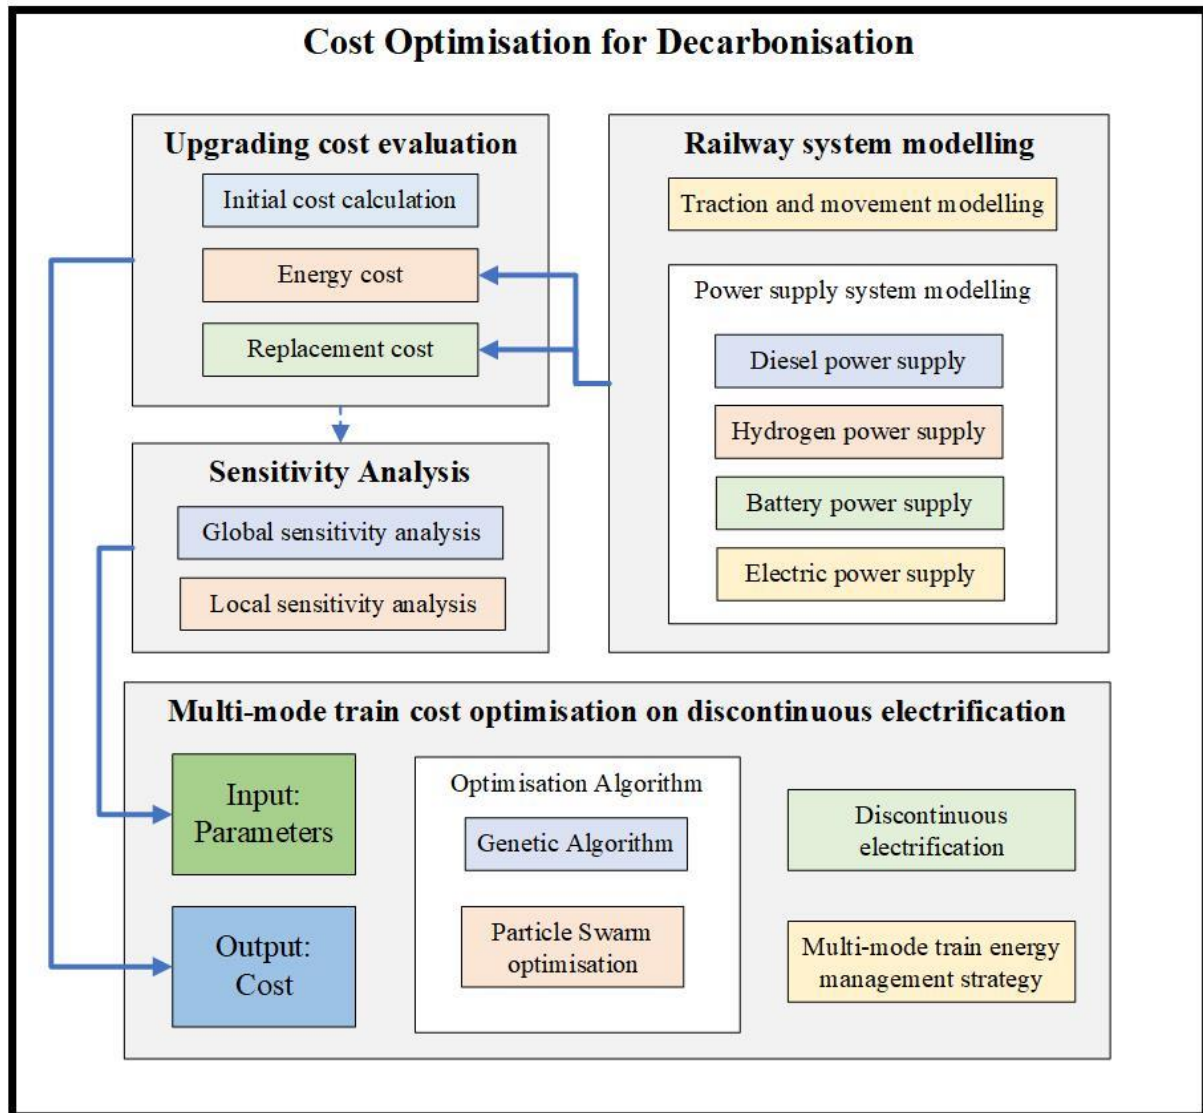 Cost Optimisation for Decarbonisation
Upgrading cost evaluation
Initial cost calculation
Energy cost
Replacement cost
Railway system modelling
Traction and movement modelling
Power supply system modelling
Diesel power supply
Hydrogen power supply
Battery power supply
Electric power supply
Sensitivity Analysis
Global sensitivity analysis
Local sensitivity analysis
Multi-mode train cost optimisation on discontinuous electrification
Input:
Parameters
Output:
Cost
Optimisation Algorithm
Genetic Algorithm
Particle Swarm
optimisation
Discontinuous
electrification
Multi-mode train energy
management strategy